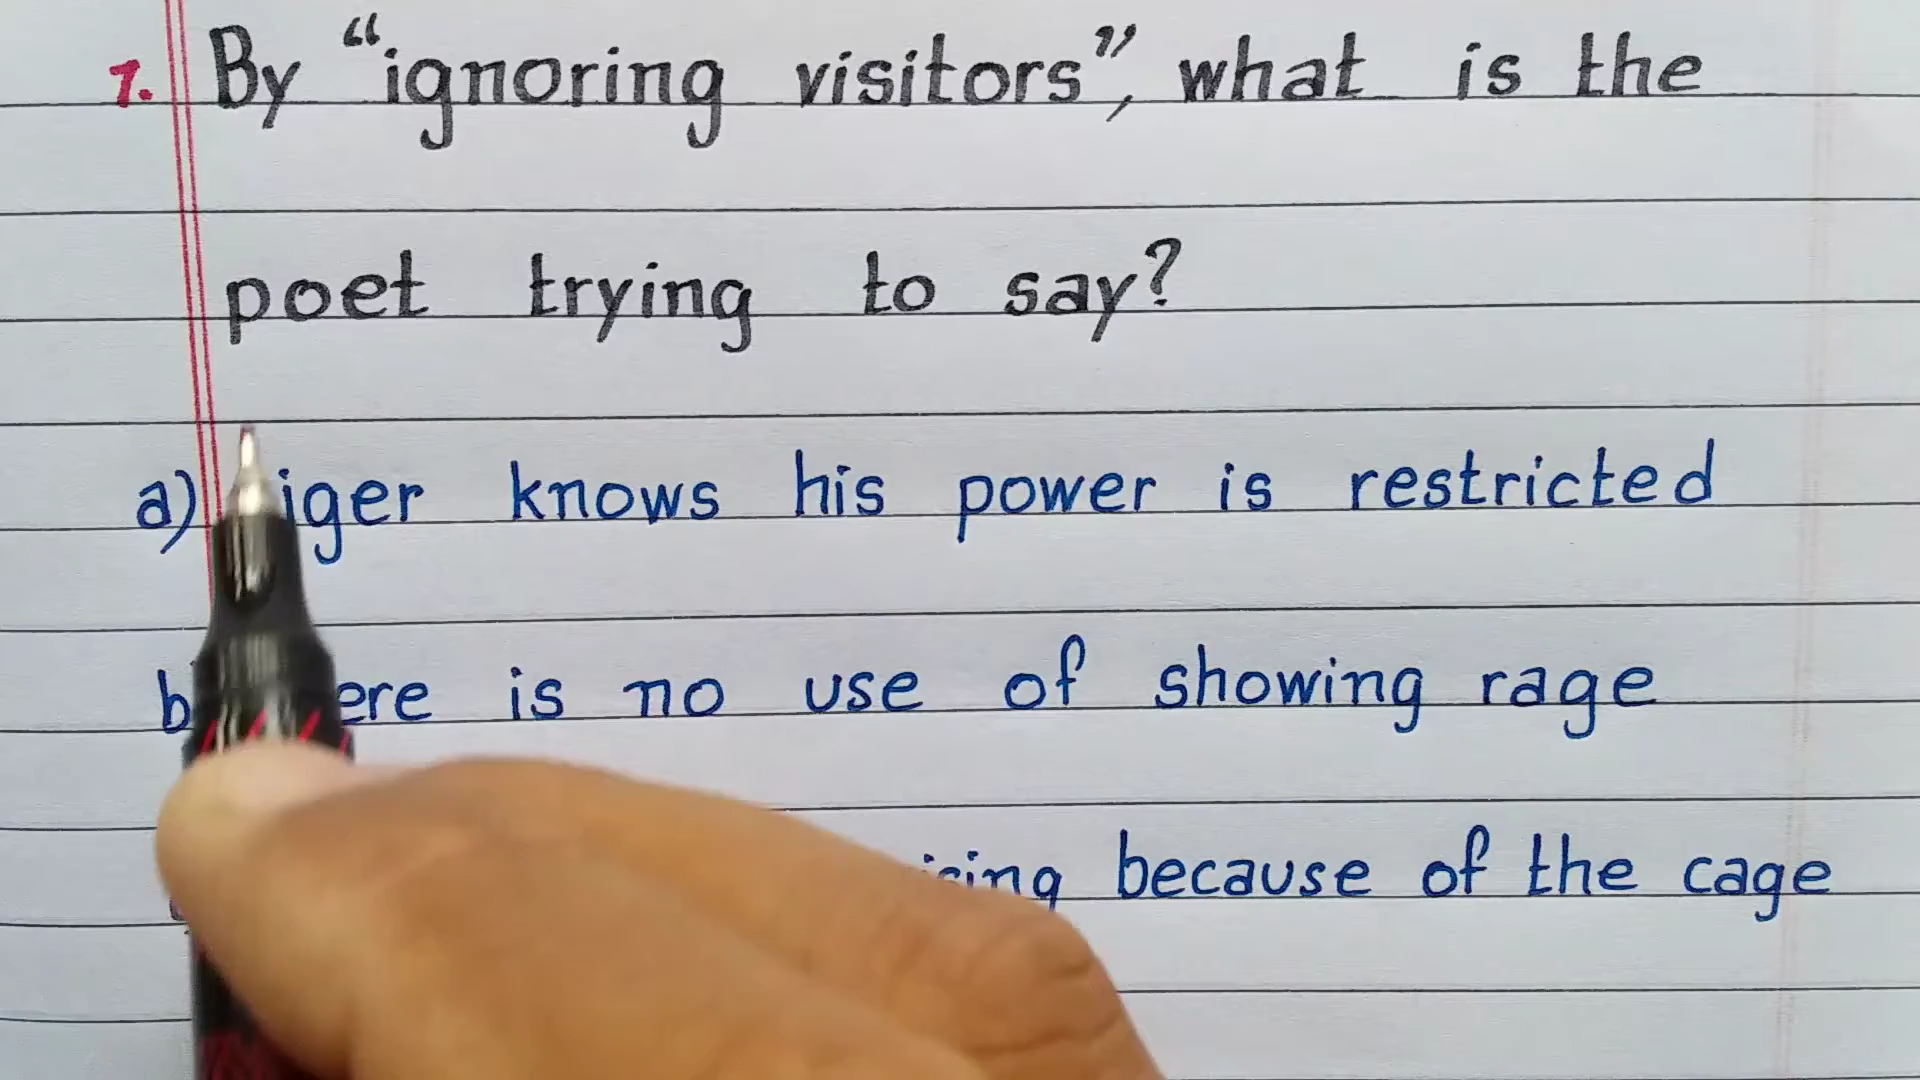 1. By “ignoring visitors”, what is the
poet trying to say?
a) iger knows his power is restricted
b ere is no use of showing rage
because of the cage